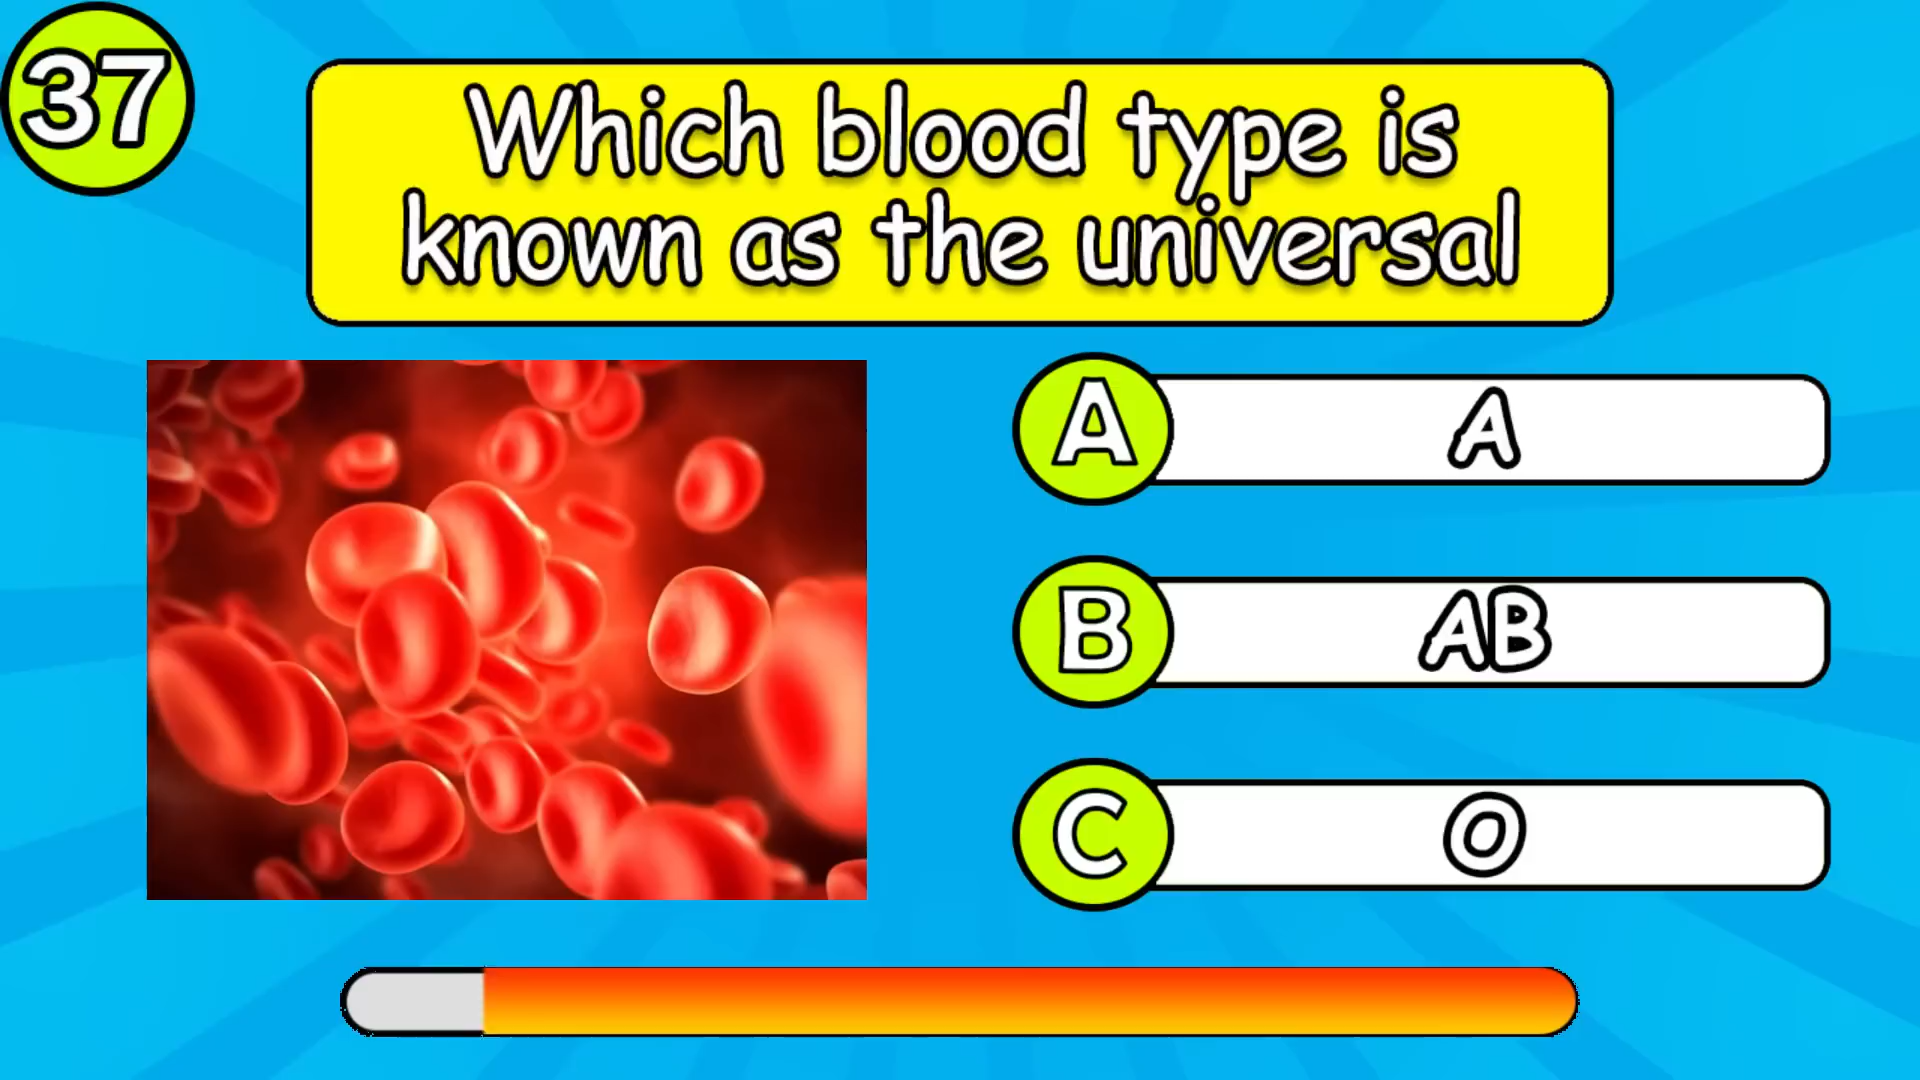 37
Which blood type is
known as the universal
A A
B AB
C O